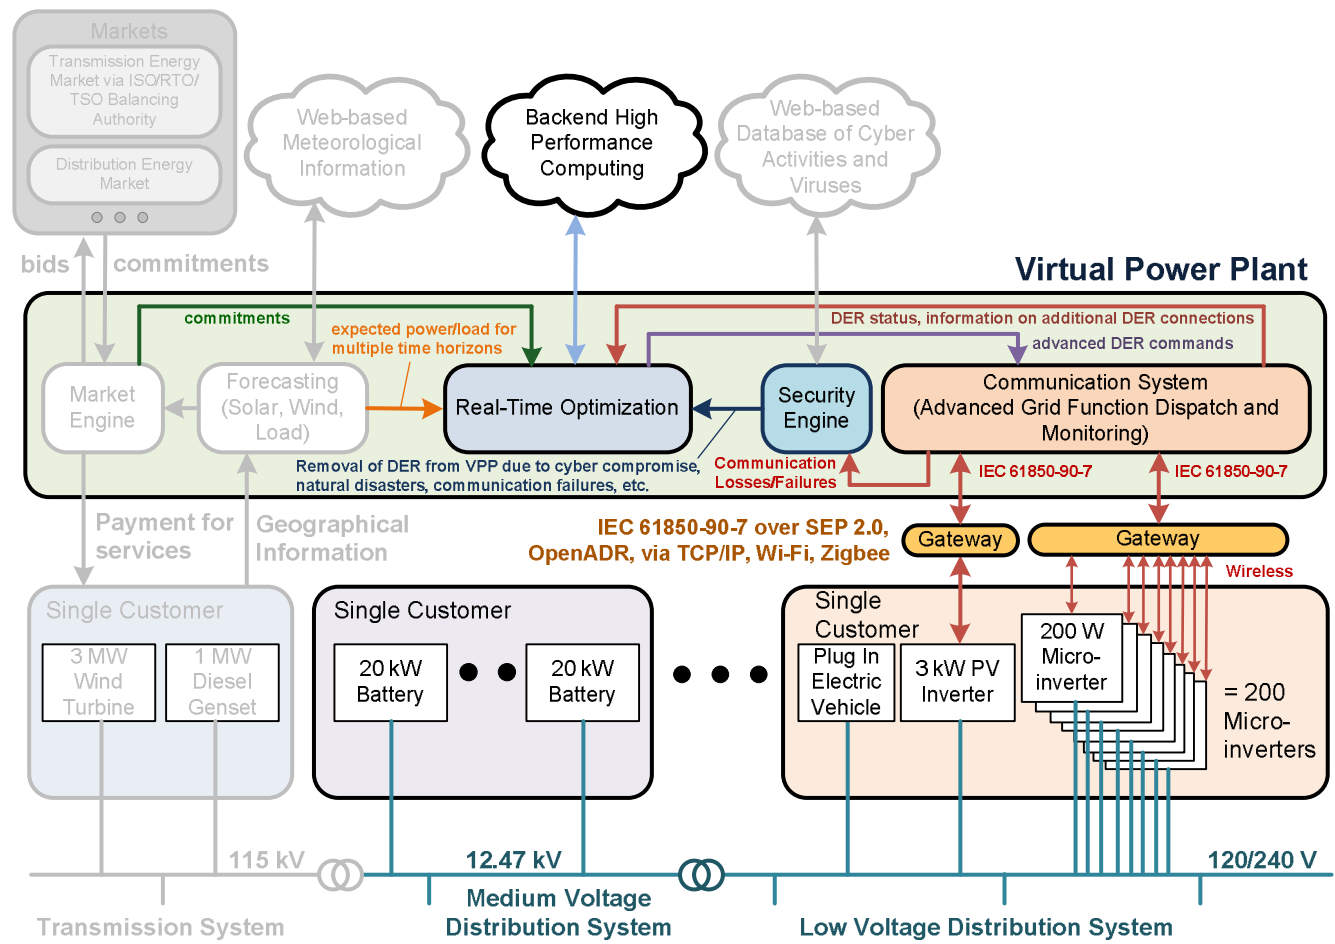 Markets
Transmission Energy
Market via ISO/RTO/
TSO Balancing
Authority
Distribution Energy
Market
Web-based
Meteorological
Information
Backend High
Performance
Computing
Web-based
Database of Cyber
Activities and
Viruses
bids
commitments
Virtual Power Plant
commitments
expected power/load for
multiple time horizons
DER status, information on additional DER connections
advanced DER commands
Market
Engine
Forecasting
(Solar, Wind,
Load)
Real-Time Optimization
Security
Engine
Communication System
(Advanced Grid Function Dispatch and
Monitoring)
Removal of DER from VPP due to cyber compromise,
natural disasters, communication failures, etc.
Communication
Losses/Failures
IEC 61850-90-7
IEC 61850-90-7
Payment for
services
Geographical
Information
IEC 61850-90-7 over SEP 2.0,
OpenADR, via TCP/IP, Wi-Fi, Zigbee
Gateway
Gateway
Wireless
Single Customer
3 MW
Wind
Turbine
1 MW
Diesel
Genset
Single Customer
20 kW
Battery
20 kW
Battery
Single
Customer
Plug In
Electric
Vehicle
3 kW PV
Inverter
200 W
Micro-
inverter
= 200
Micro-
inverters
115 kV
12.47 kV
120/240 V
Transmission System
Medium Voltage
Distribution System
Low Voltage Distribution System